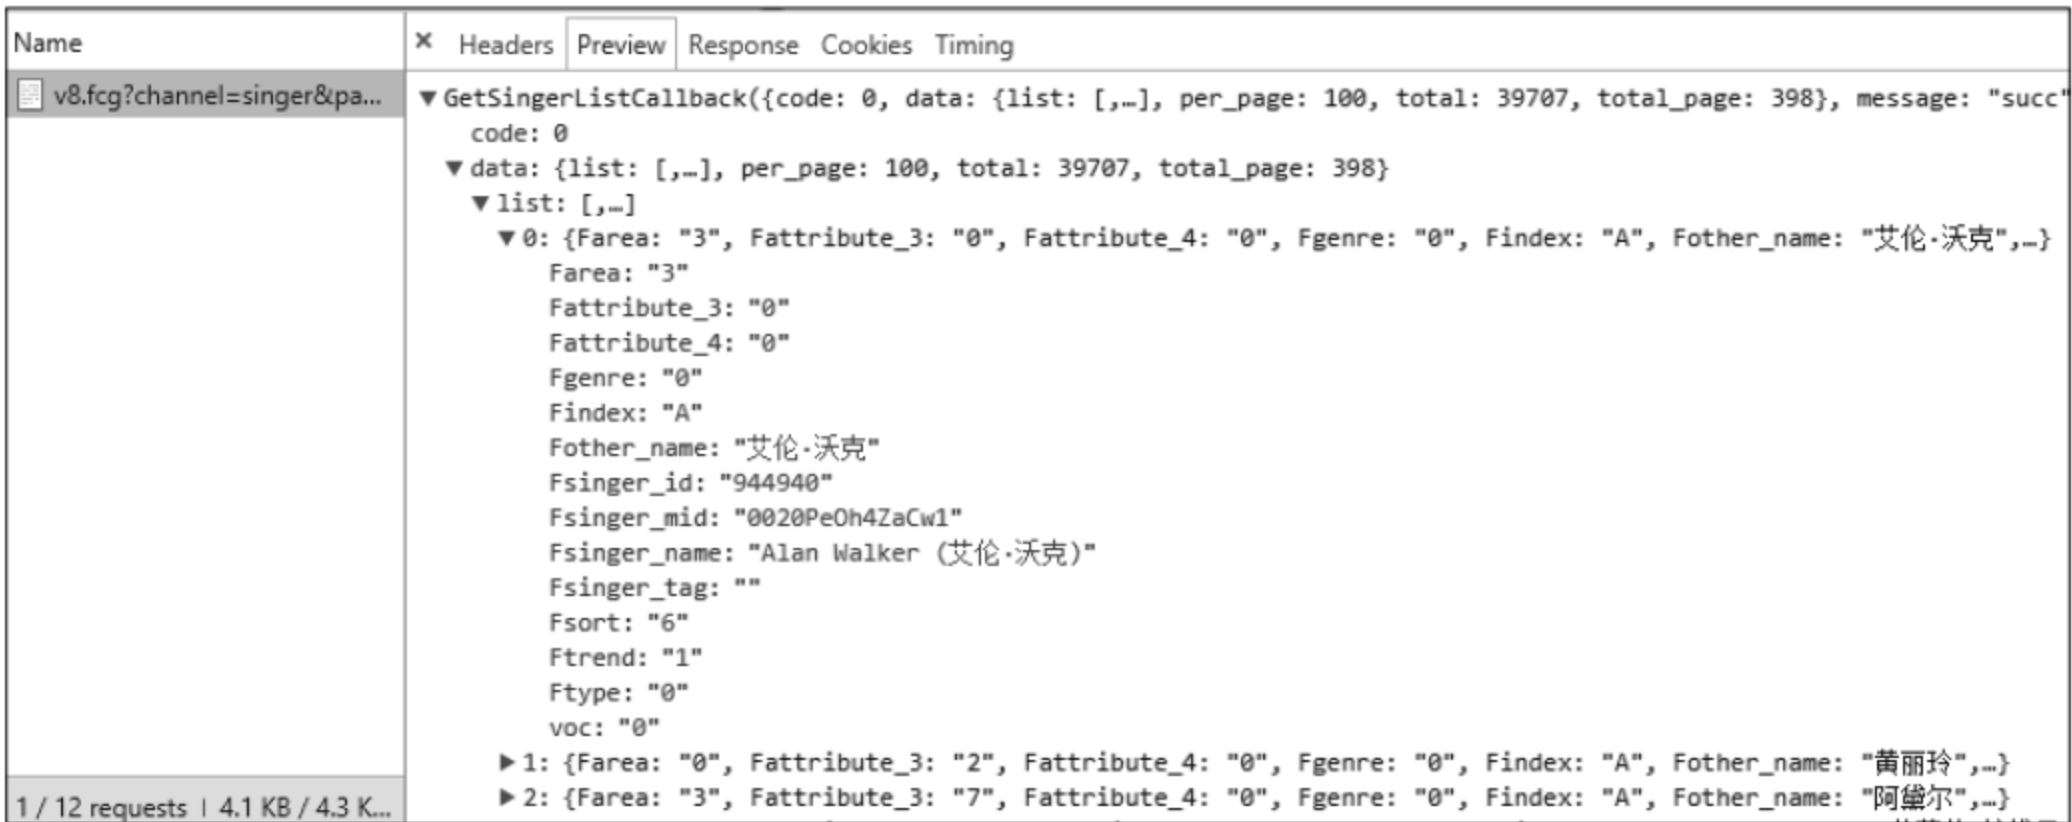 Name
× Headers Preview Response Cookies Timing
v8.fcg?channel=singer&pa...
▼GetSingerListCallback({code: 0, data: {list: [,…], per_page: 100, total: 39707, total_page: 398}, message: "succ"
code: 0
▼data: {list: [,…], per_page: 100, total: 39707, total_page: 398}
▼list: [,…]
▼0: {Farea: "3", Fattribute_3: "0", Fattribute_4: "0", Fgenre: "0", Findex: "A", Fother_name: "艾伦·沃克",…}
Farea: "3"
Fattribute_3: "0"
Fattribute_4: "0"
Fgenre: "0"
Findex: "A"
Fother_name: "艾伦·沃克"
Fsinger_id: "944940"
Fsinger_mid: "0020PeOh4ZaCw1"
Fsinger_name: "Alan Walker (艾伦·沃克)"
Fsinger_tag: ""
Fsort: "6"
Ftrend: "1"
Ftype: "0"
voc: "0"
▶1: {Farea: "0", Fattribute_3: "2", Fattribute_4: "0", Fgenre: "0", Findex: "A", Fother_name: "黄丽玲",…}
▶2: {Farea: "3", Fattribute_3: "7", Fattribute_4: "0", Fgenre: "0", Findex: "A", Fother_name: "阿黛尔",…}
1 / 12 requests | 4.1 KB / 4.3 K...